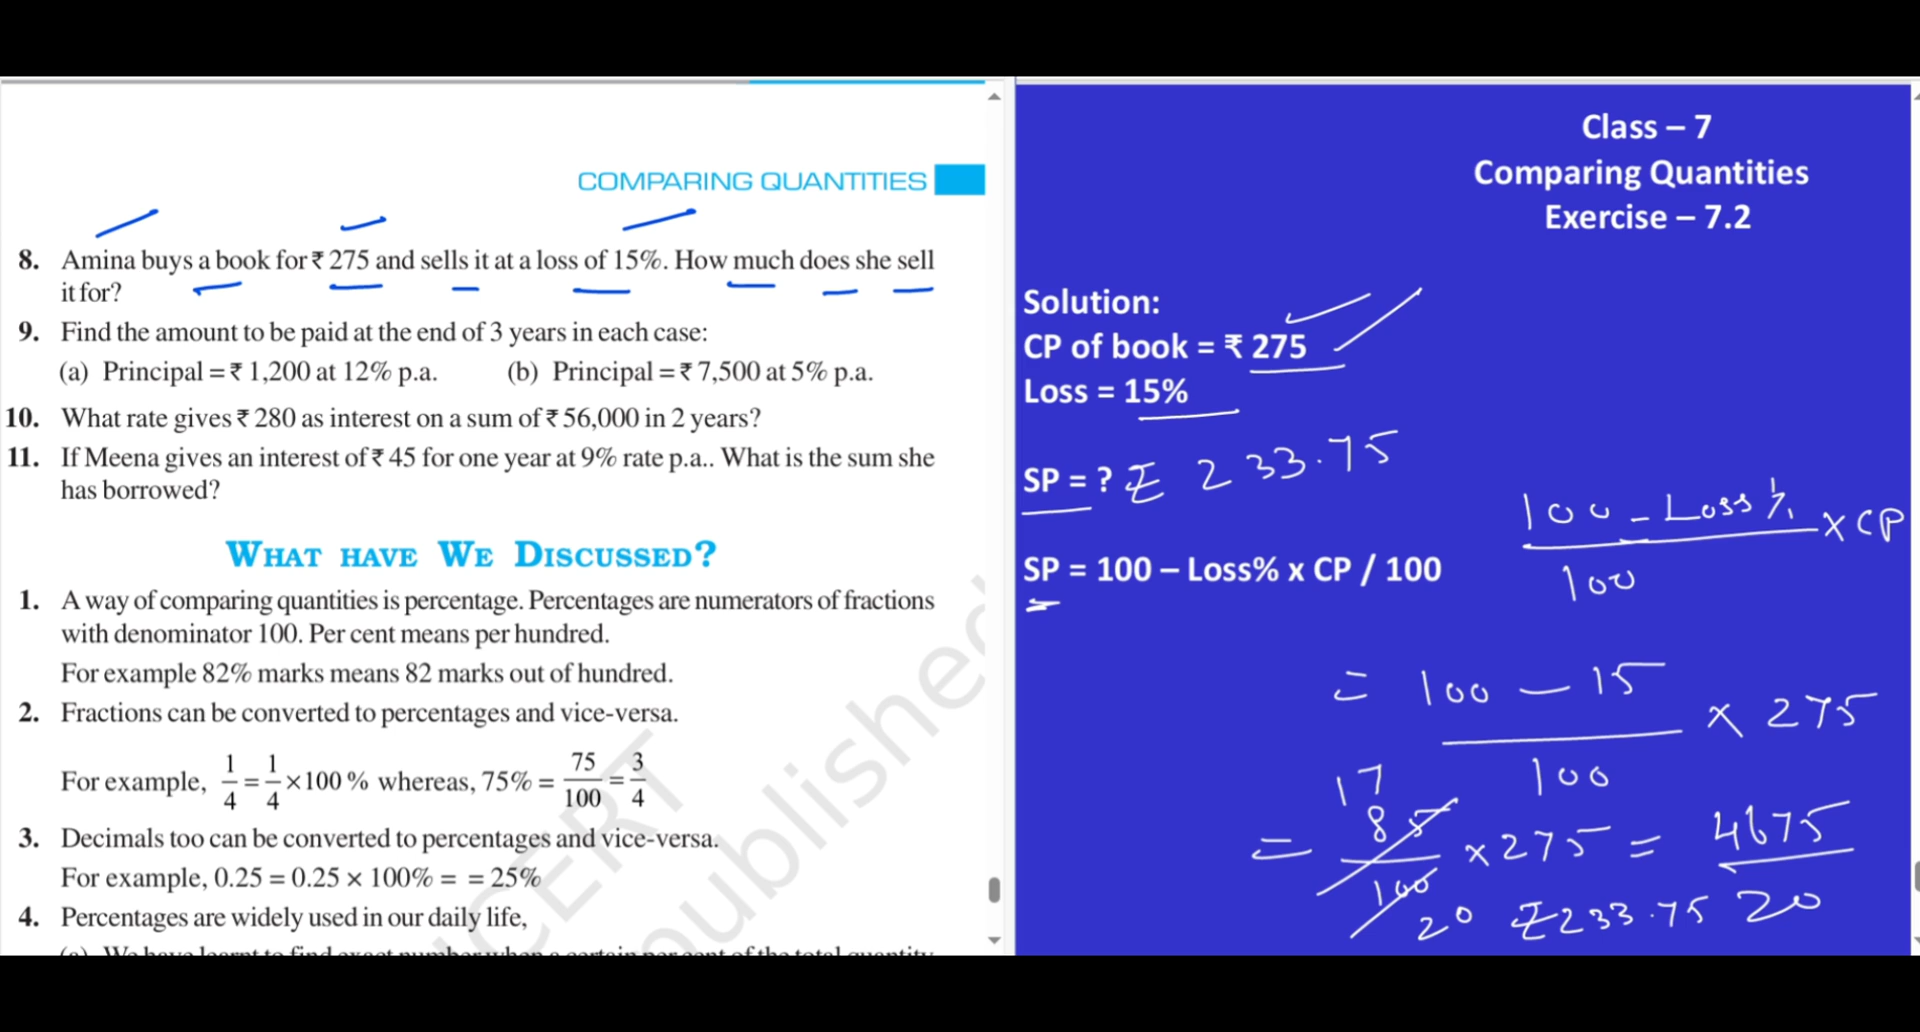 COMPARING QUANTITIES
8. Amina buys a book for ₹ 275 and sells it at a loss of 15%. How much does she sell
it for?
9. Find the amount to be paid at the end of 3 years in each case:
(a) Principal = ₹ 1,200 at 12% p.a. (b) Principal = ₹ 7,500 at 5% p.a.
10. What rate gives ₹ 280 as interest on a sum of ₹ 56,000 in 2 years?
11. If Meena gives an interest of ₹ 45 for one year at 9% rate p.a.. What is the sum she
has borrowed?
WHAT HAVE WE DISCUSSED?
1. A way of comparing quantities is percentage. Percentages are numerators of fractions
with denominator 100. Per cent means per hundred.
For example 82% marks means 82 marks out of hundred.
2. Fractions can be converted to percentages and vice-versa.
For example, 1/4 = 1/4 × 100 % whereas, 75% = 75/100 = 3/4
3. Decimals too can be converted to percentages and vice-versa.
For example, 0.25 = 0.25 × 100% = = 25%
4. Percentages are widely used in our daily life,
Class – 7
Comparing Quantities
Exercise – 7.2
Solution:
CP of book = ₹ 275
Loss = 15%
SP = ? ₹ 233.75
100 - Loss % × CP
100
SP = 100 – Loss% x CP / 100
= 100 - 15 × 275
100
17
= 85 × 275 = 4675
100 20
20 ₹233.75